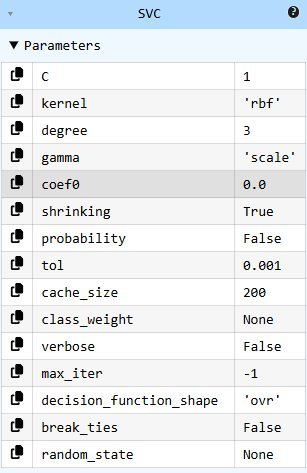 SVC
Parameters
C 1
kernel 'rbf'
degree 3
gamma 'scale'
coef0 0.0
shrinking True
probability False
tol 0.001
cache_size 200
class_weight None
verbose False
max_iter -1
decision_function_shape 'ovr'
break_ties False
random_state None